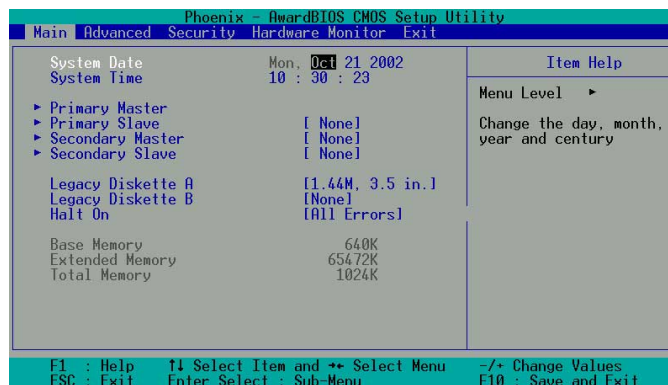 Phoenix - AwardBIOS CMOS Setup Utility
Main Advanced Security Hardware Monitor Exit
System Date Mon, Oct 21 2002
System Time 10 : 30 : 23
Item Help
Menu Level ▸
Change the day, month, year and century
▸ Primary Master
▸ Primary Slave [ None]
▸ Secondary Master [ None]
▸ Secondary Slave [ None]
Legacy Diskette A [1.44M, 3.5 in.]
Legacy Diskette B [None]
Halt On [All Errors]
Base Memory 640K
Extended Memory 65472K
Total Memory 1024K
F1 : Help ↑↓ Select Item and →← Select Menu -/+ Change Values
ESC : Exit Enter Select : Sub-Menu F10 : Save and Exit